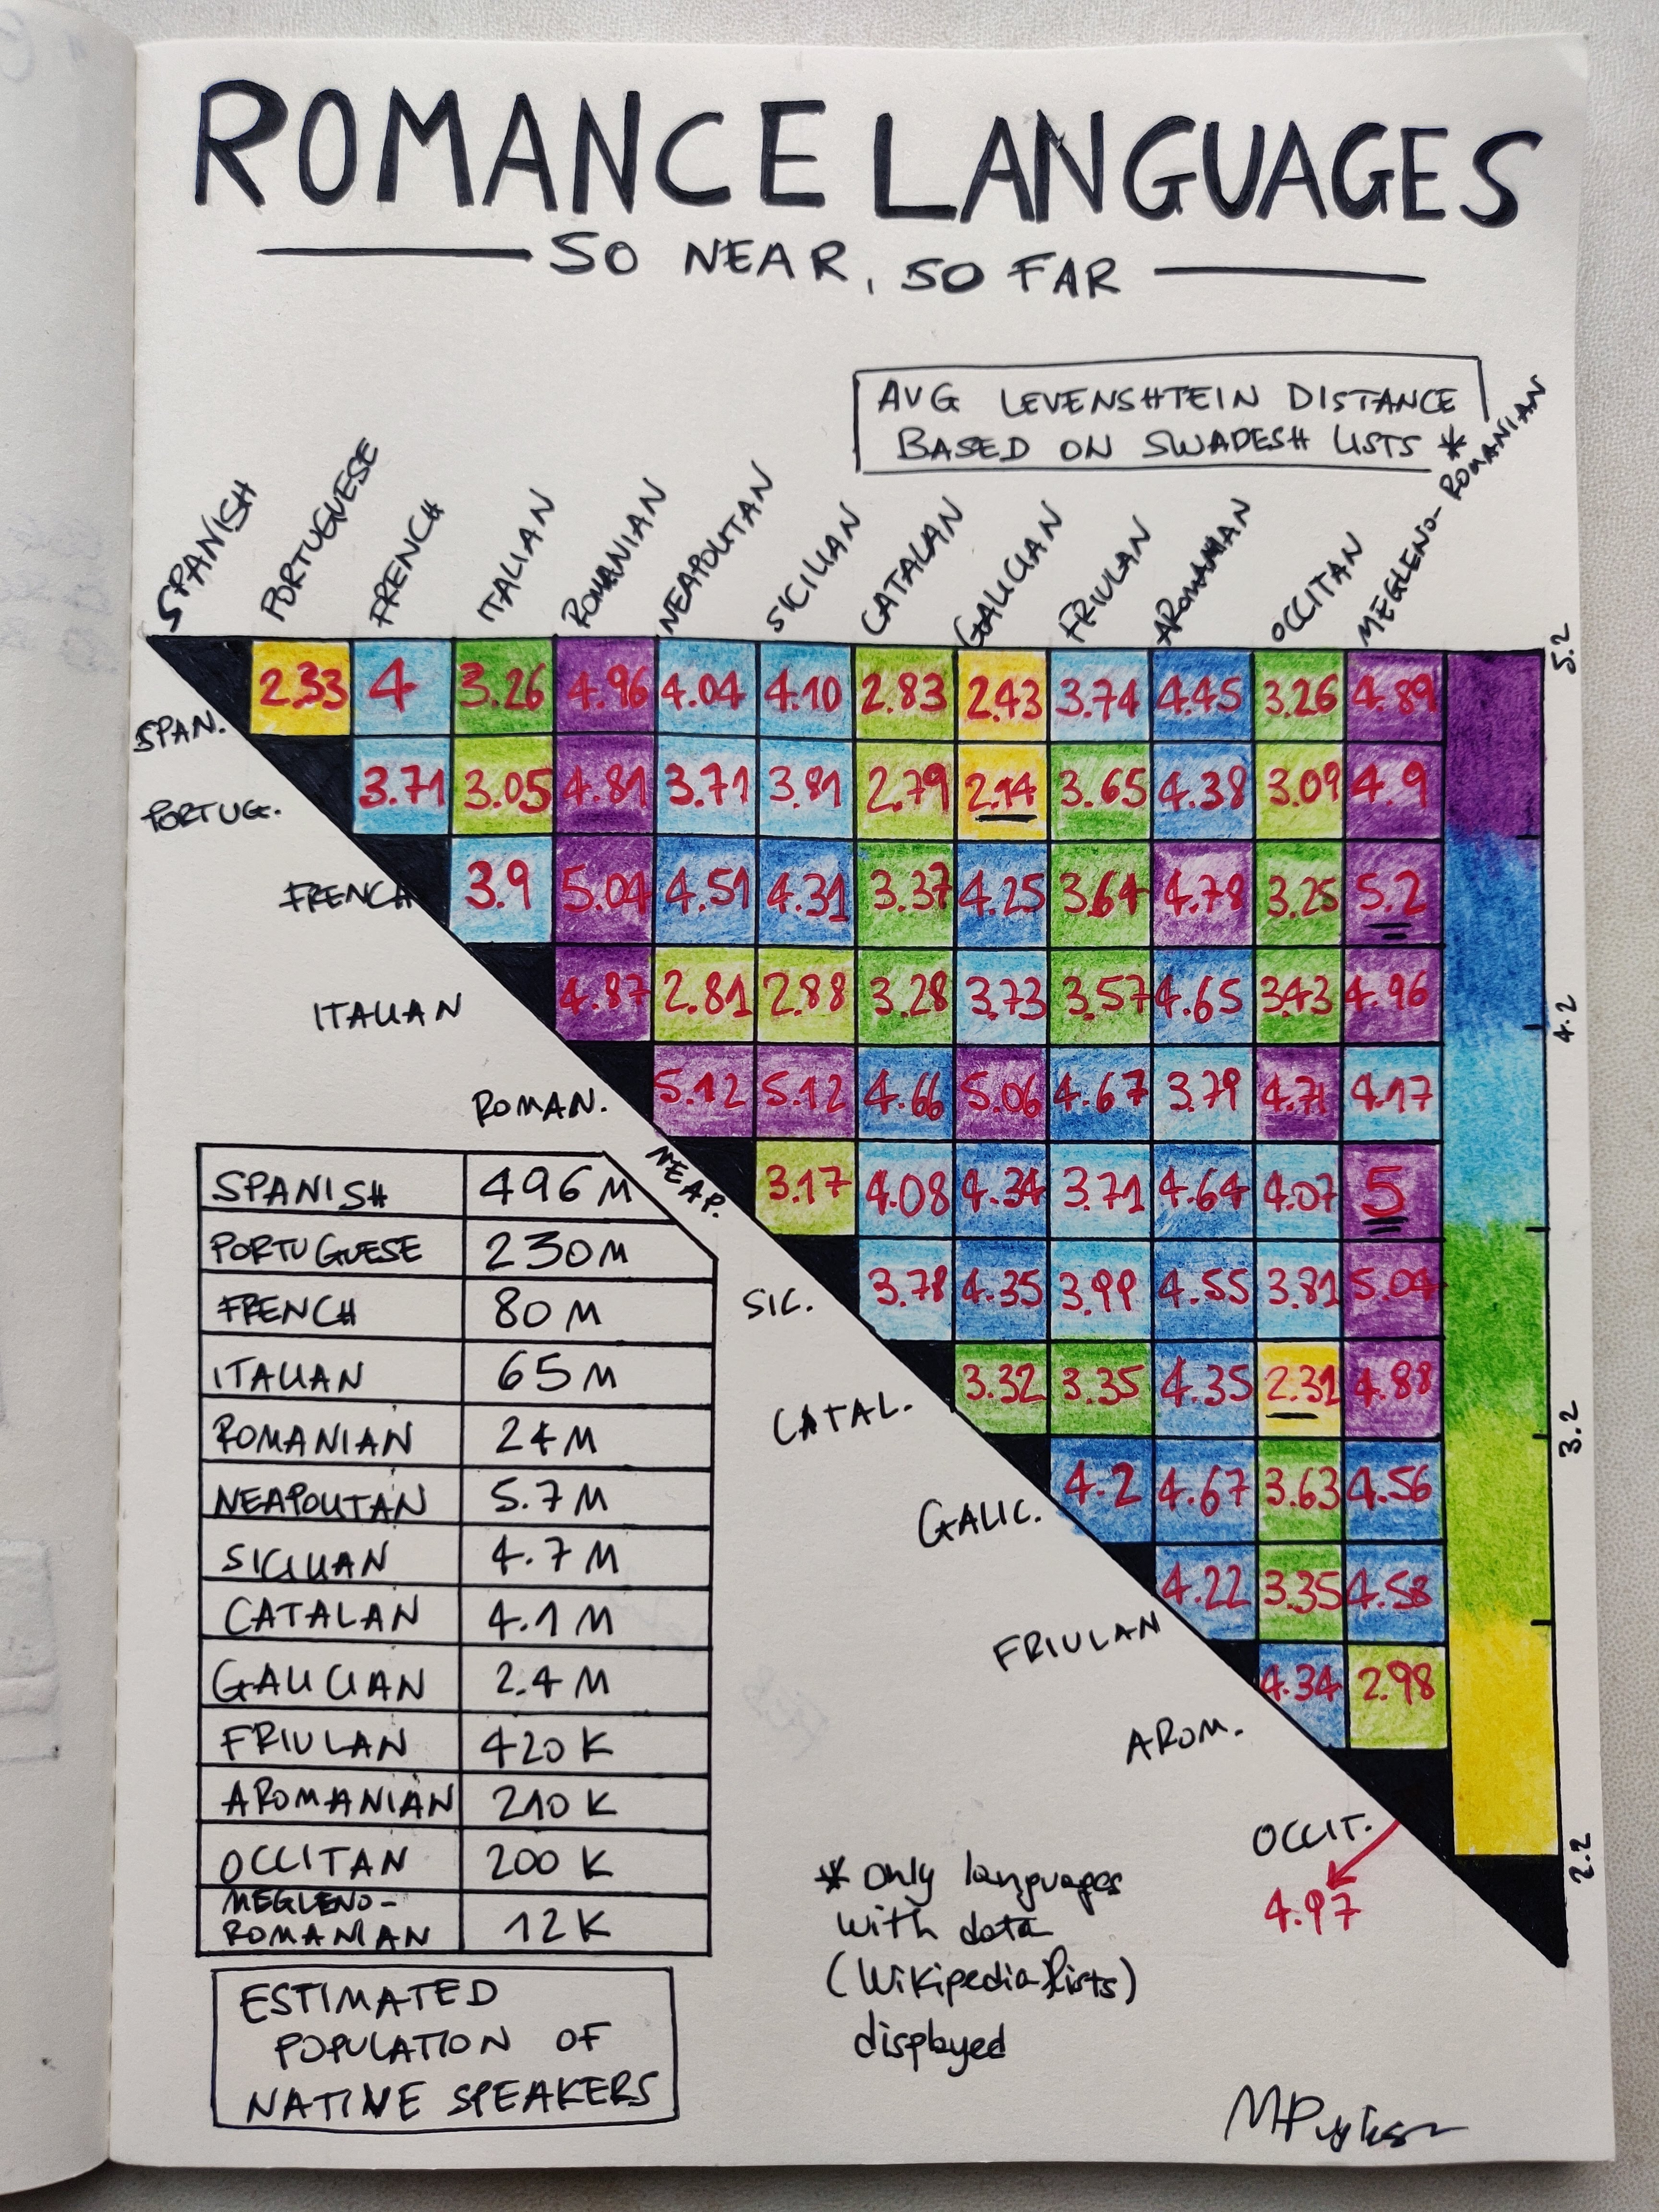 ROMANCE LANGUAGES
SO NEAR, SO FAR
AVG LEVENSHTEIN DISTANCE
BASED ON SWADESH LISTS *
SPANISH PORTUGUESE FRENCH ITALIAN ROMANIAN NEAPOLITAN SICILIAN CATALAN GALICIAN FRIULAN AROMANIAN OCCITAN MEGLENO-ROMANIAN
SPAN. 2.33 4 3.26 4.96 4.04 4.10 2.83 2.43 3.74 4.45 3.26 4.89 5.2
PORTUG. 3.71 3.05 4.81 3.71 3.81 2.79 2.14 3.65 4.38 3.09 4.9
FRENCH 3.9 5.04 4.51 4.31 3.37 4.25 3.64 4.78 3.25 5.2
ITALIAN 4.87 2.81 2.88 3.28 3.73 3.57 4.65 3.43 4.96 4.2
ROMAN. 5.12 5.12 4.66 5.06 4.67 3.79 4.71 4.17
NEAP. 3.17 4.08 4.34 3.71 4.64 4.07 5
SIC. 3.78 4.35 3.99 4.55 3.81 5.04
CATAL. 3.32 3.35 4.35 2.31 4.88 3.2
GALIC. 4.2 4.67 3.63 4.56
FRIULAN 4.22 3.35 4.58
AROM. 4.34 2.98
OCCIT. 2.2
4.97
SPANISH 496 M
PORTUGUESE 230 M
FRENCH 80 M
ITALIAN 65 M
ROMANIAN 24 M
NEAPOLITAN 5.7 M
SICILIAN 4.7 M
CATALAN 4.1 M
GALICIAN 2.4 M
FRIULAN 420 K
AROMANIAN 210 K
OCCITAN 200 K
MEGLENO-
ROMANIAN 12 K
ESTIMATED
POPULATION OF
NATIVE SPEAKERS
* only languages
with data
(Wikipedia lists)
displayed